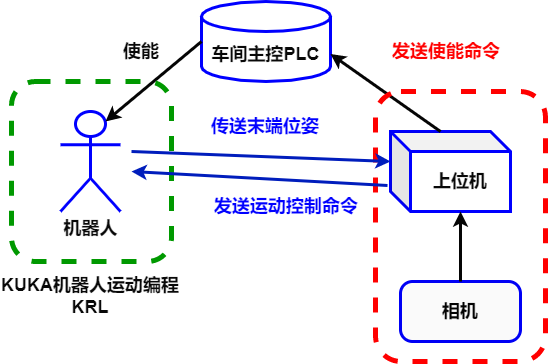 车间主控PLC
使能
发送使能命令
传送末端位姿
上位机
发送运动控制命令
机器人
KUKA机器人运动编程
KRL
相机